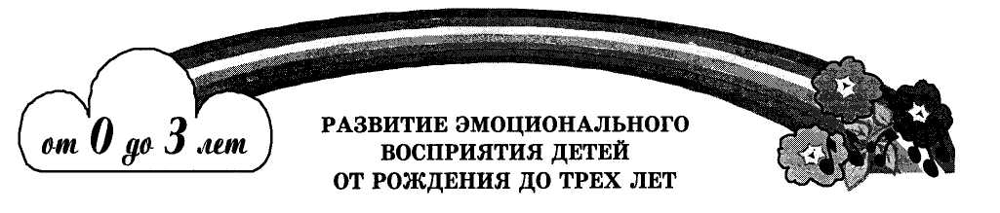 от 0 до 3 лет
РАЗВИТИЕ ЭМОЦИОНАЛЬНОГО
ВОСПРИЯТИЯ ДЕТЕЙ
ОТ РОЖДЕНИЯ ДО ТРЕХ ЛЕТ